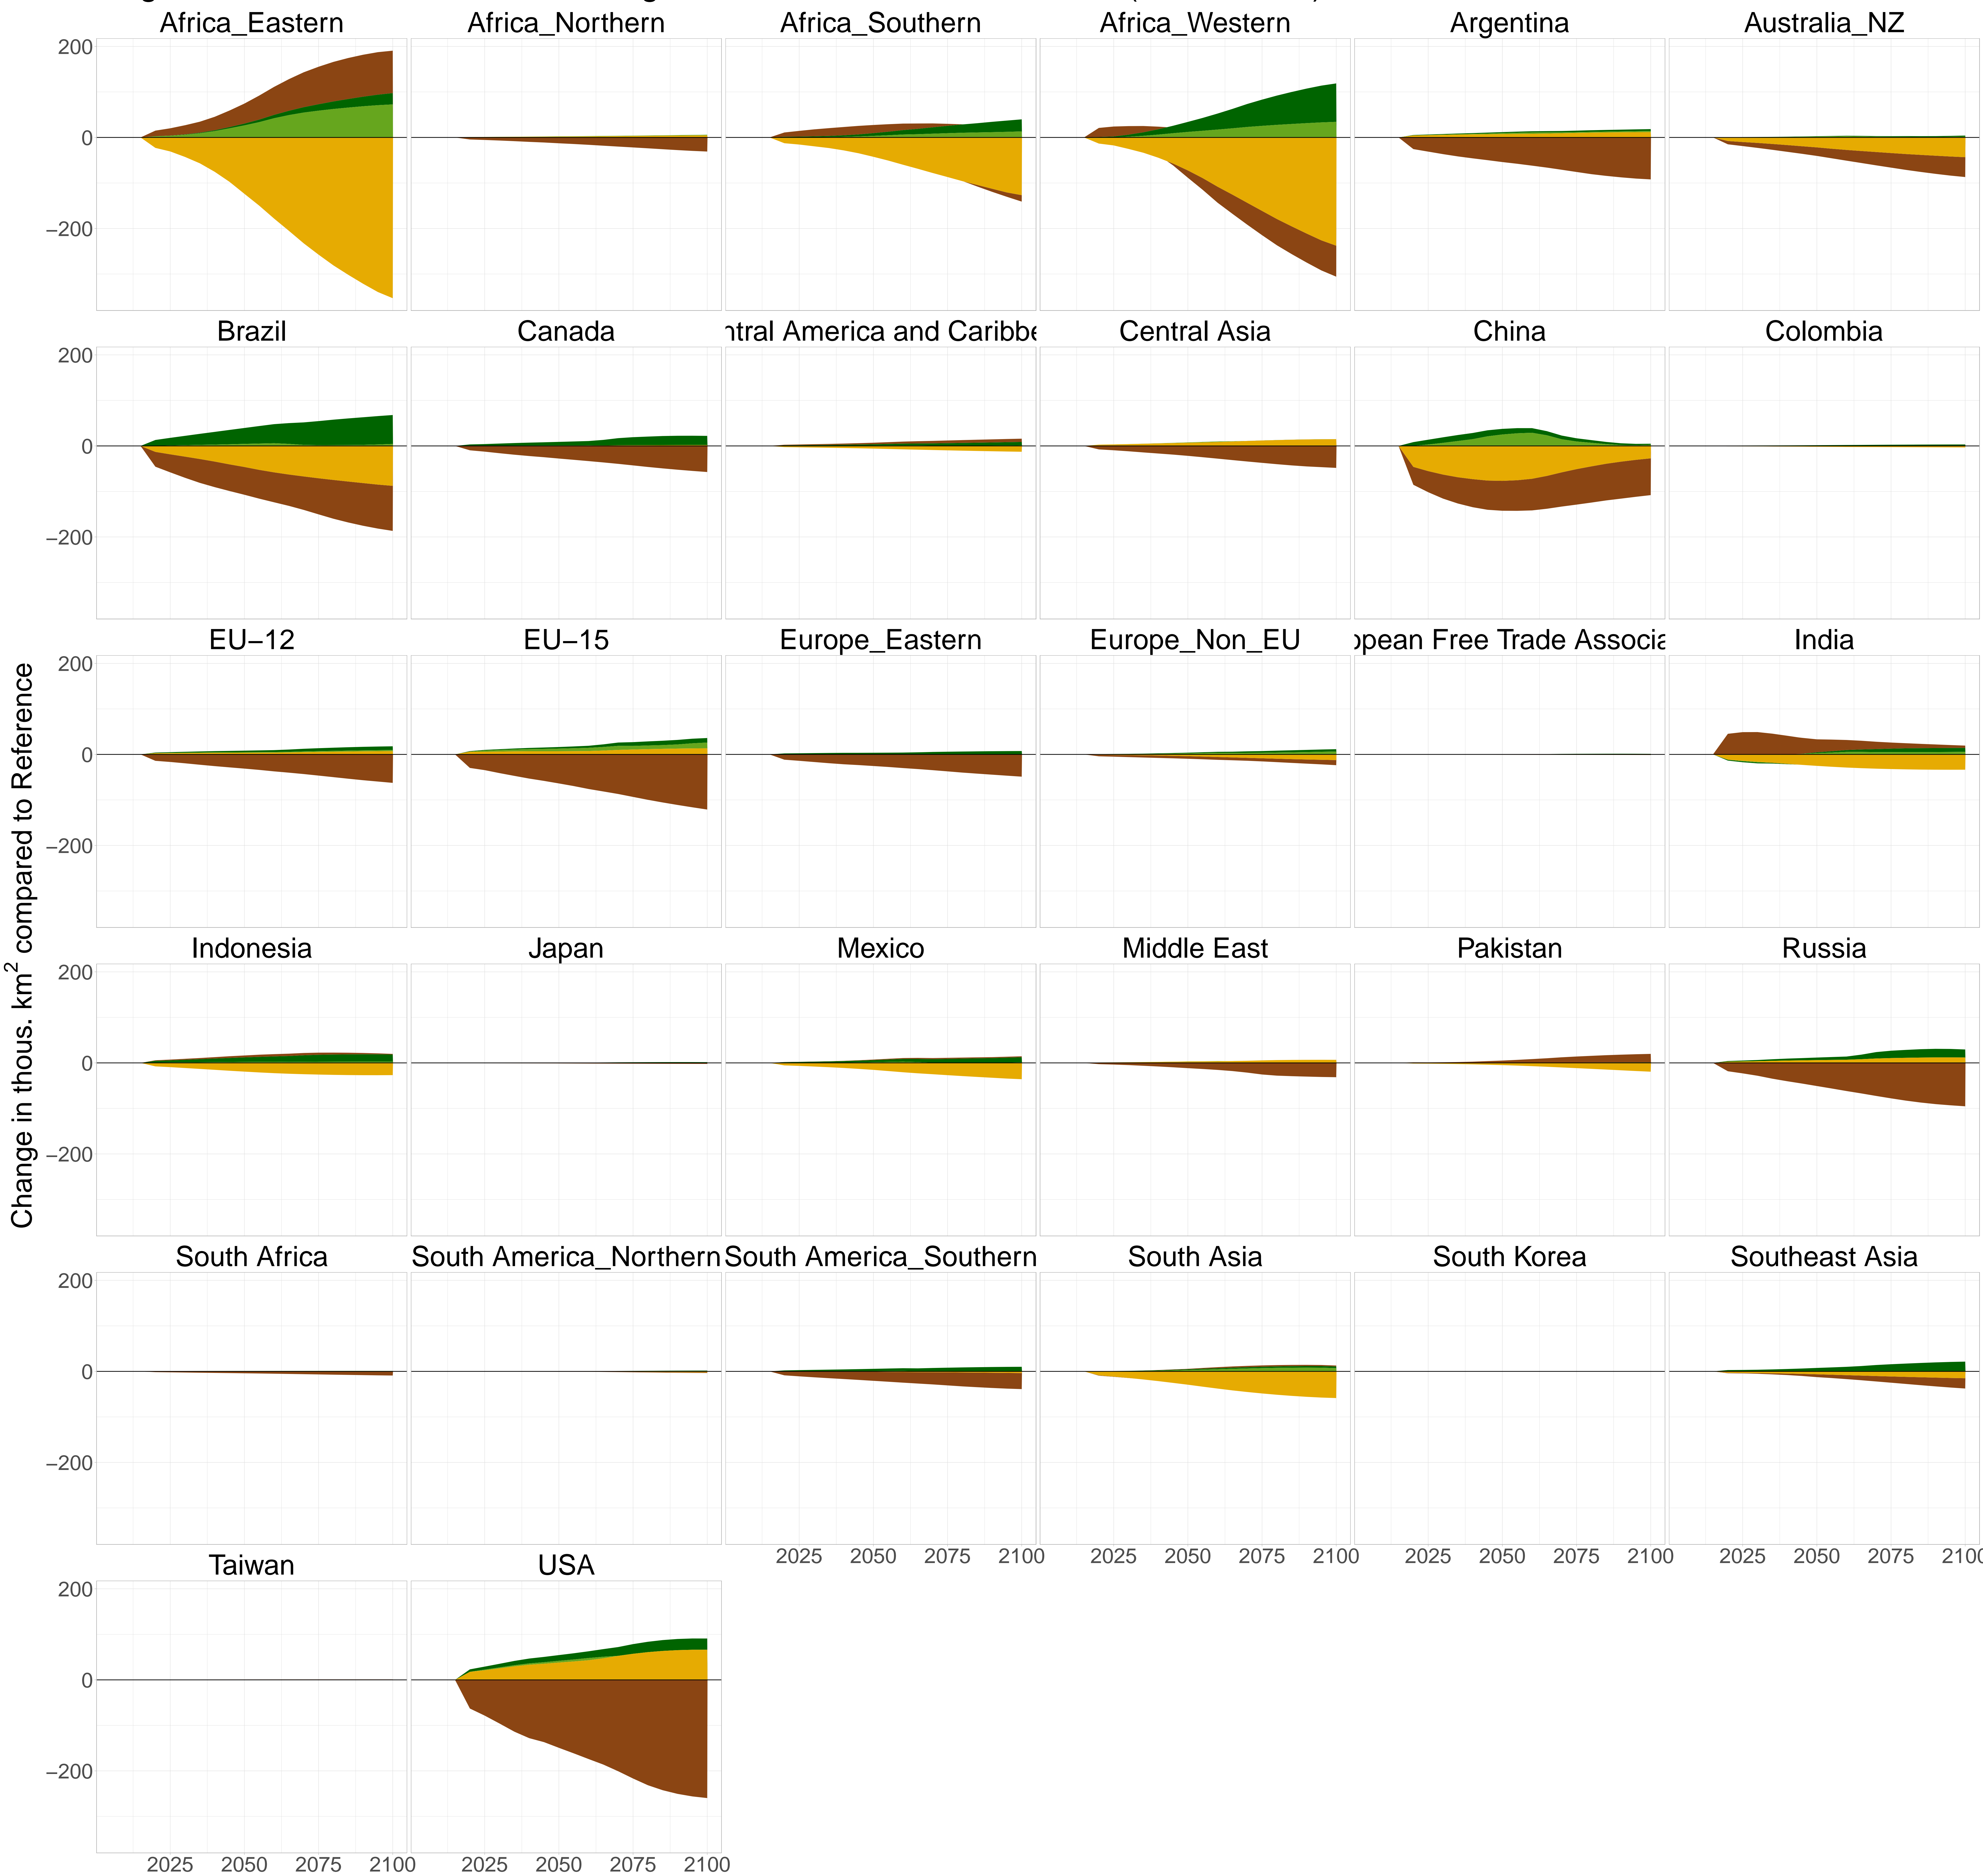 Africa_Eastern Africa_Northern Africa_Southern Africa_Western Argentina Australia_NZ
200
0
−200
Brazil Canada ntral America and Caribbe Central Asia China Colombia
200
0
−200
EU−12 EU−15 Europe_Eastern Europe_Non_EU opean Free Trade Associa India
200
0
−200
Change in thous. km² compared to Reference
Indonesia Japan Mexico Middle East Pakistan Russia
200
0
−200
South Africa South America_Northern South America_Southern South Asia South Korea Southeast Asia
200
0
−200
2025 2050 2075 2100 2025 2050 2075 2100 2025 2050 2075 2100 2025 2050 2075 2100
Taiwan USA
200
0
−200
2025 2050 2075 2100 2025 2050 2075 2100